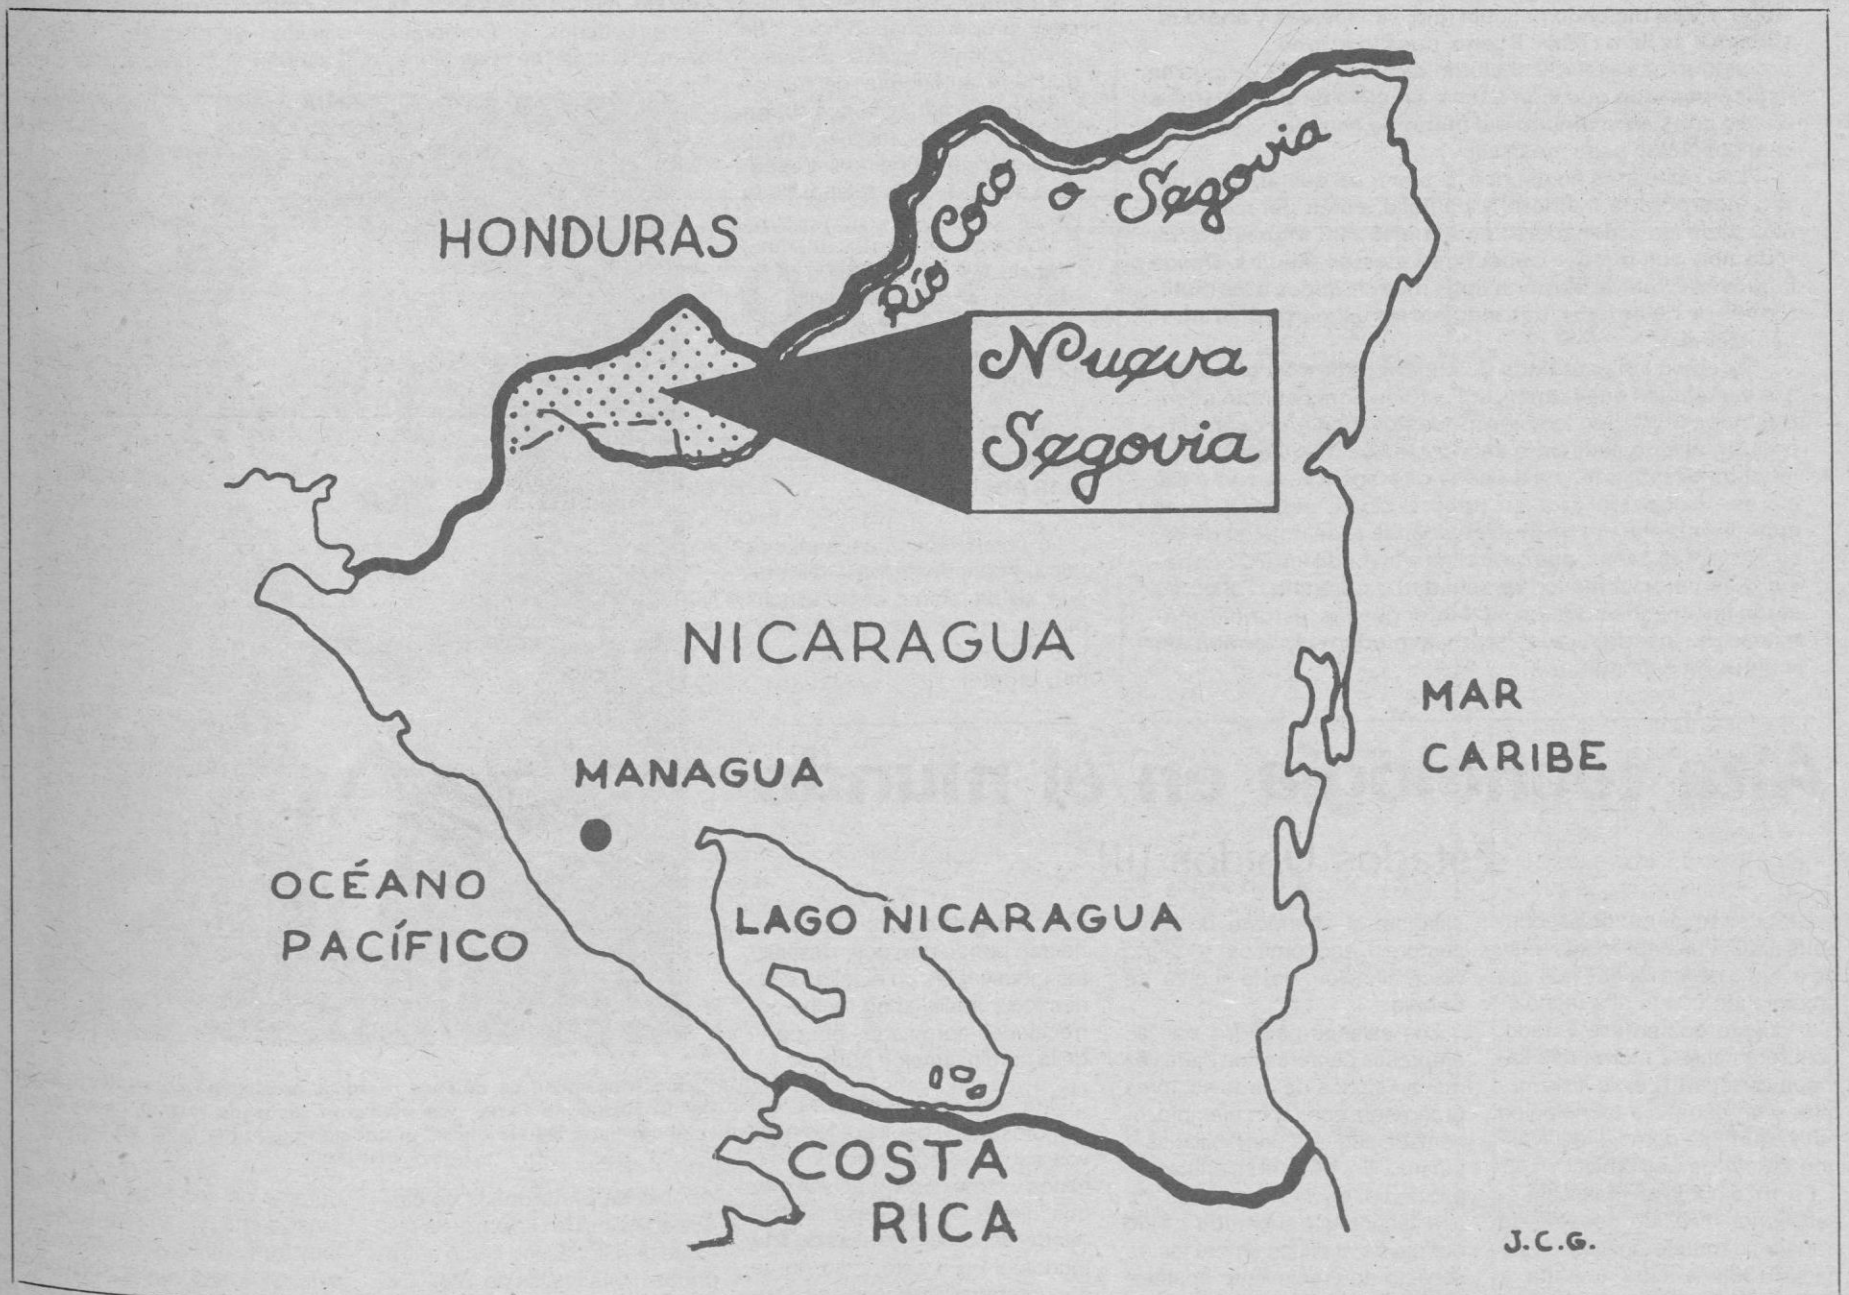 HONDURAS
Río Coco o Segovia
Nueva
Segovia
NICARAGUA
MAR
CARIBE
MANAGUA
OCÉANO
PACÍFICO
LAGO NICARAGUA
COSTA
RICA
J.C.G.